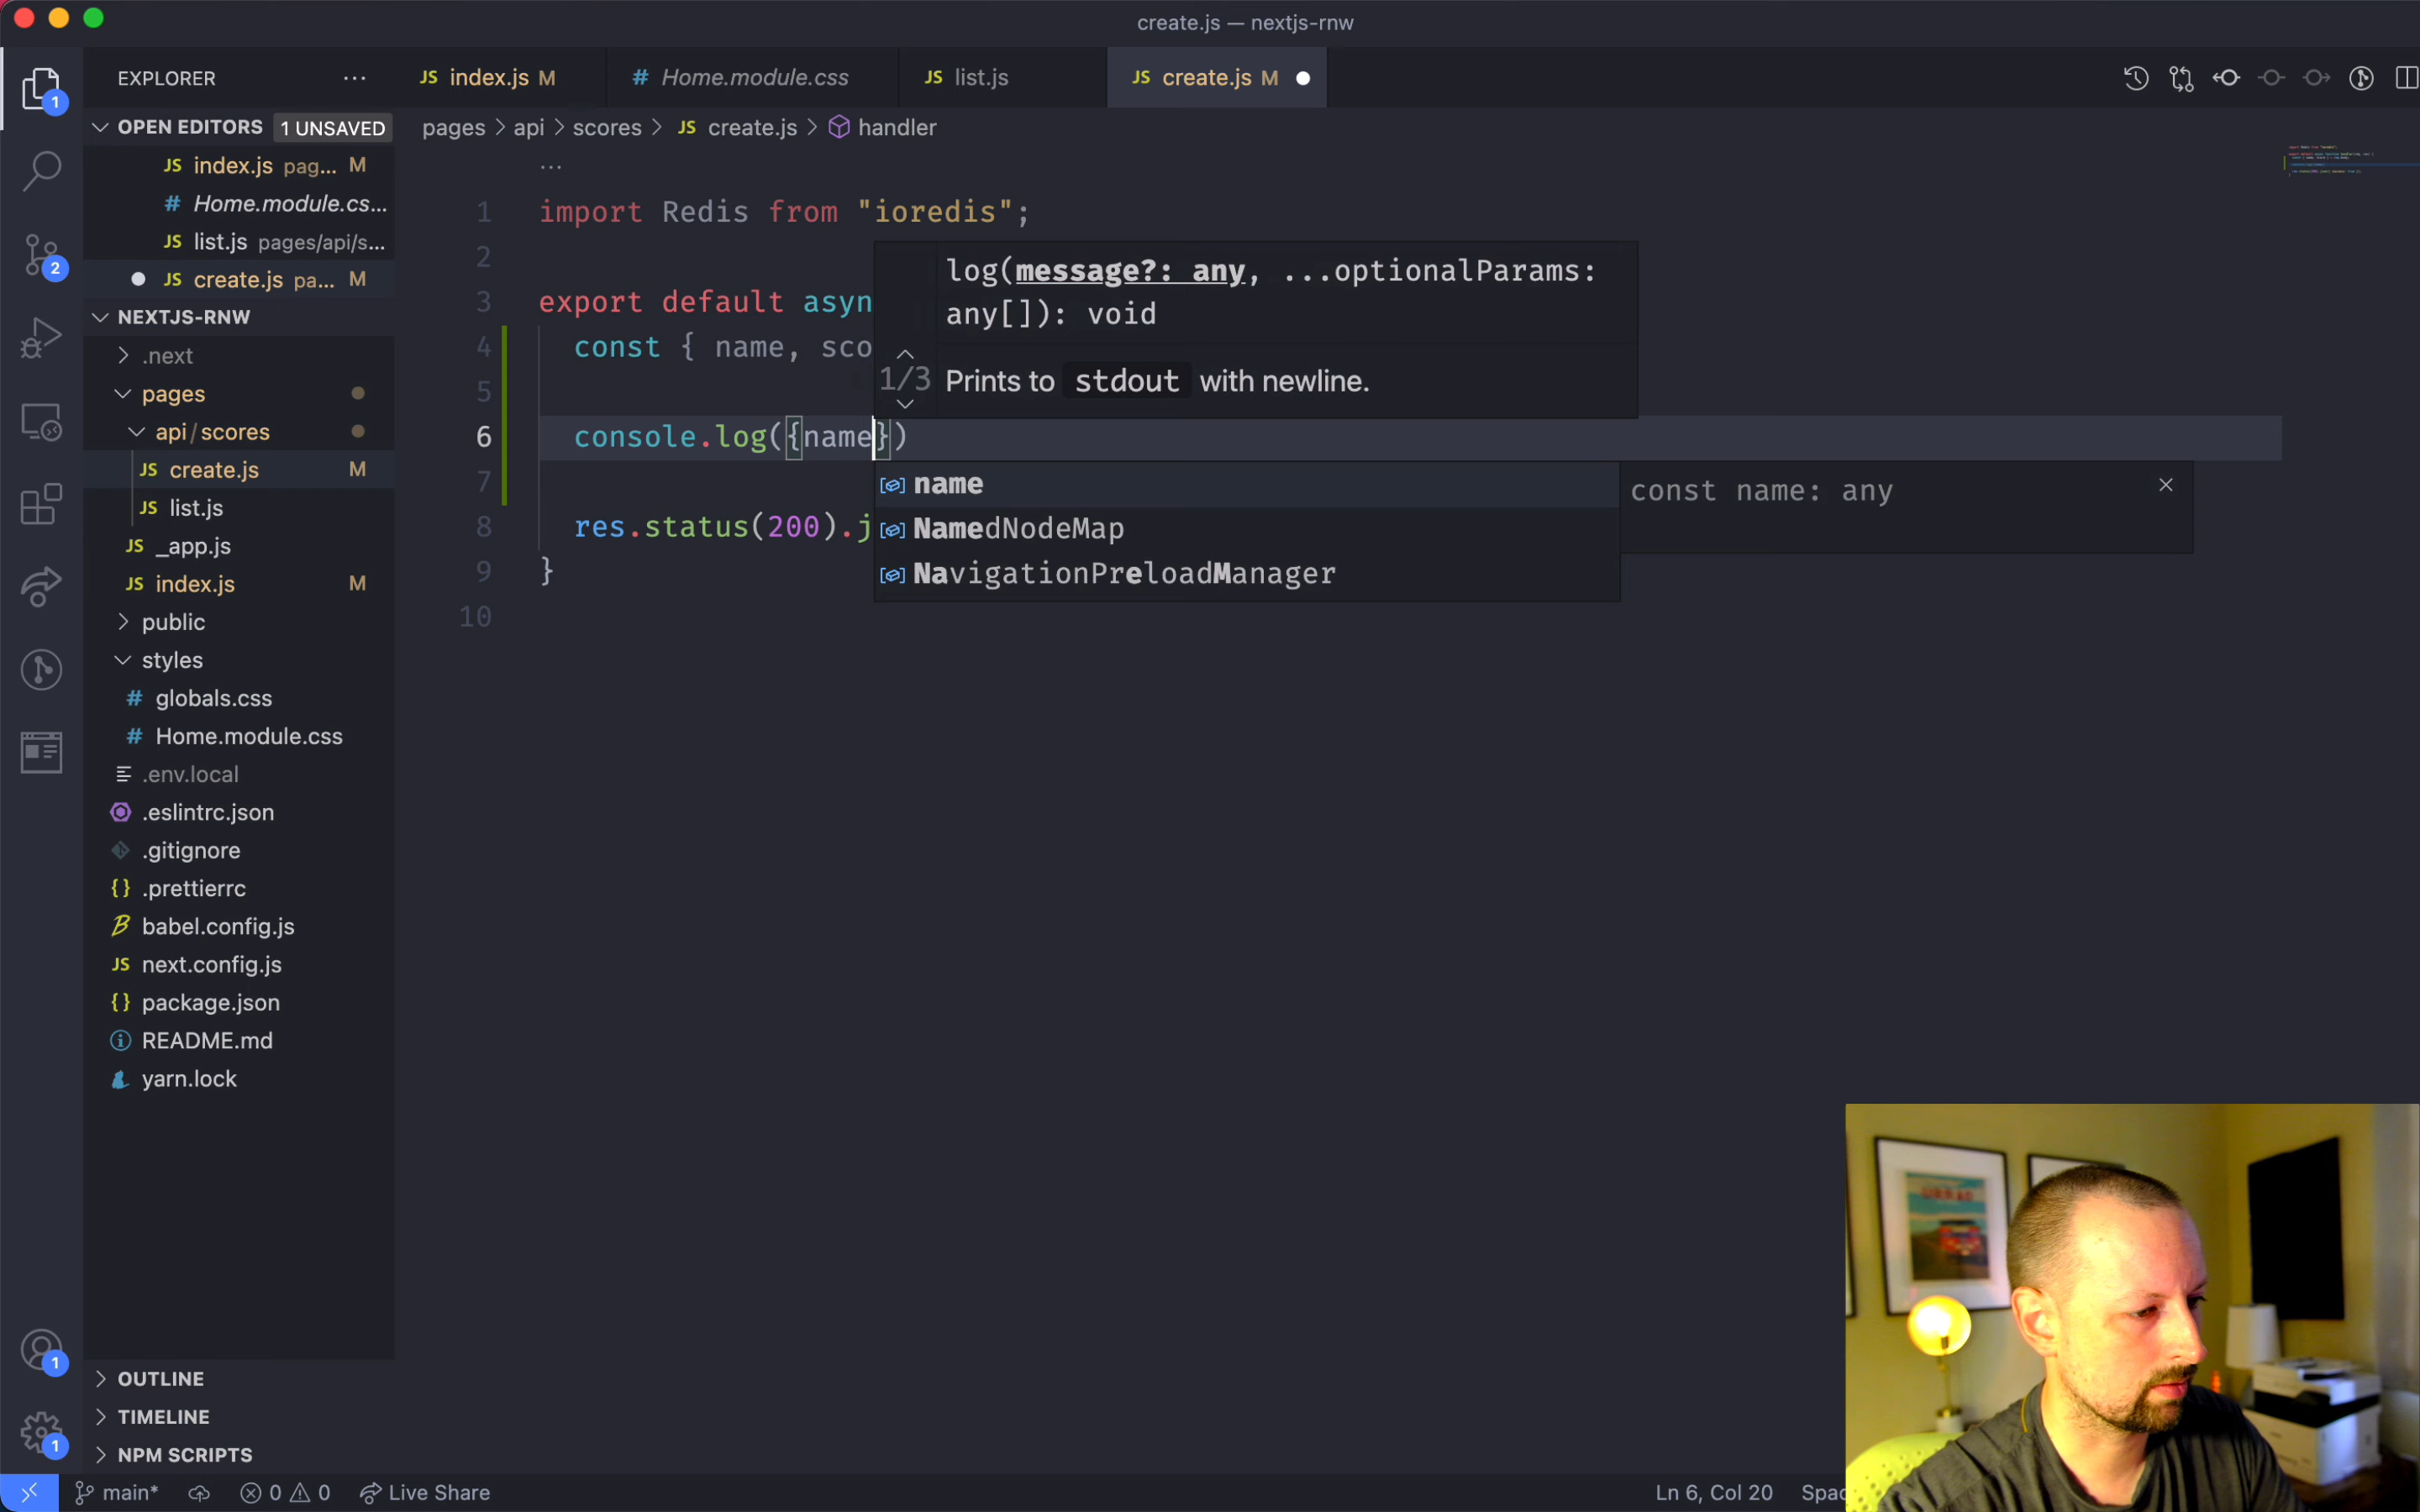 create.js — nextjs-rnw
EXPLORER ...
JS index.js M
# Home.module.css
JS list.js
JS create.js M
OPEN EDITORS 1 UNSAVED
JS index.js pag... M
# Home.module.cs...
JS list.js pages/api/s...
JS create.js pa... M
NEXTJS-RNW
.next
pages
api/scores
JS create.js M
JS list.js
JS _app.js
JS index.js M
public
styles
# globals.css
# Home.module.css
.env.local
.eslintrc.json
.gitignore
{} .prettierrc
babel.config.js
JS next.config.js
{} package.json
README.md
yarn.lock
OUTLINE
TIMELINE
NPM SCRIPTS
pages > api > scores > JS create.js > handler
...
1 import Redis from "ioredis";
2
3 export default asyn
4 const { name, sco
5
6 console.log({name})
7
8 res.status(200).j
9 }
10
log(message?: any, ...optionalParams:
any[]): void
1/3 Prints to stdout with newline.
name
NamedNodeMap
NavigationPreloadManager
const name: any
1
2
1
1
main* 0 0 Live Share
Ln 6, Col 20 Spac